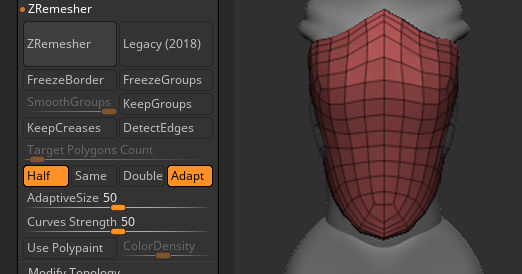 ZRemesher
ZRemesher Legacy (2018)
FreezeBorder FreezeGroups
SmoothGroups KeepGroups
KeepCreases DetectEdges
Target Polygons Count
Half Same Double Adapt
AdaptiveSize 50
Curves Strength 50
Use Polypaint ColorDensity
Modify Topology